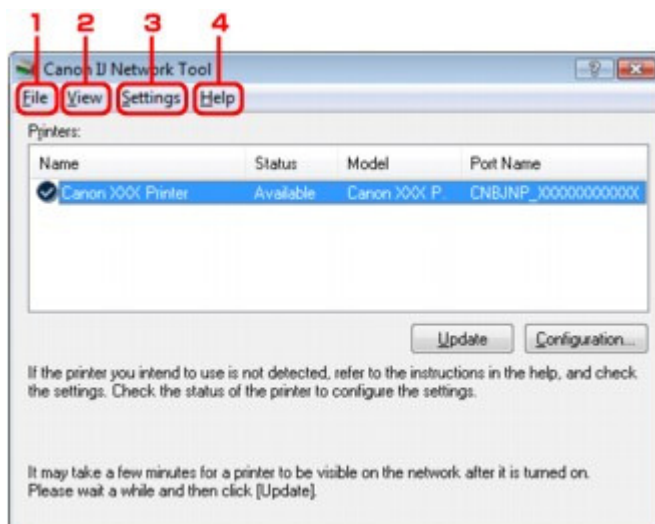 1 2 3 4
Canon IJ Network Tool
File View Settings Help
Printers:
Name Status Model Port Name
Canon XXX Printer Available Canon XXX P.. CNBJNP_XXXXXXXXXXXX
Update Configuration...
If the printer you intend to use is not detected, refer to the instructions in the help, and check
the settings. Check the status of the printer to configure the settings.
It may take a few minutes for a printer to be visible on the network after it is turned on.
Please wait a while and then click [Update].